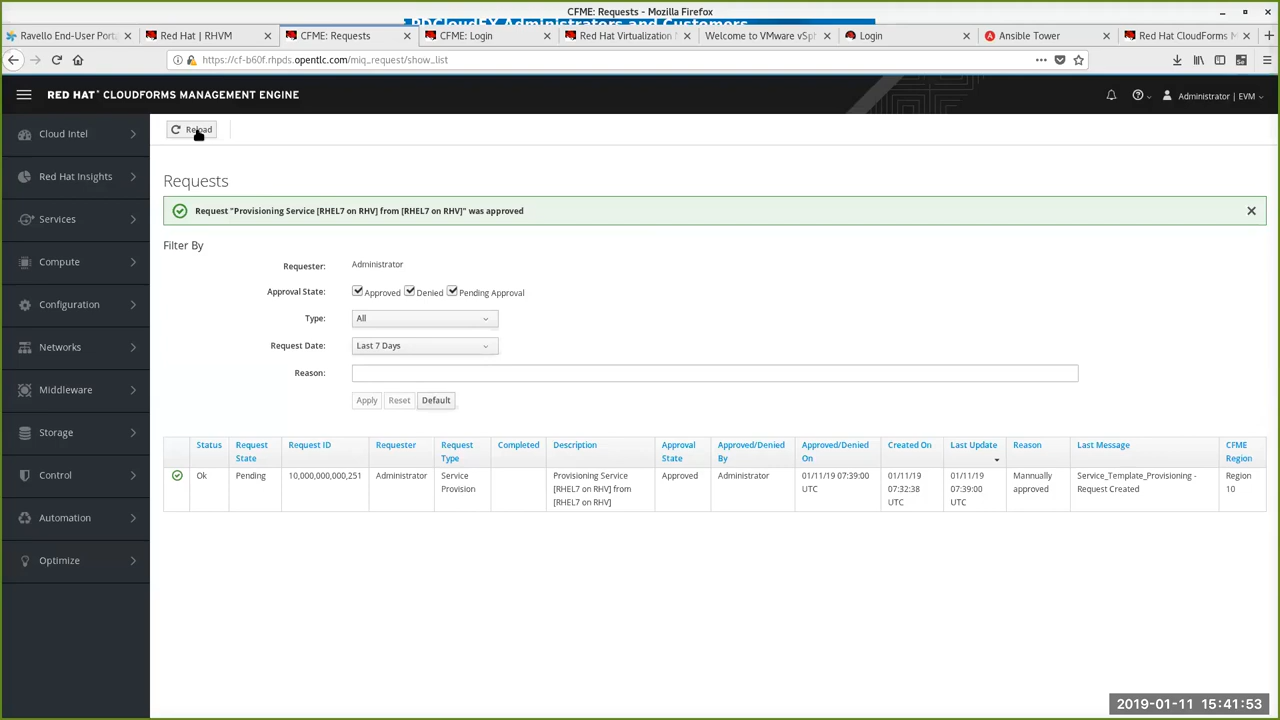 CFME: Requests - Mozilla Firefox
PDCloudEX Administrators and Customers
Red Hat | RHVM
CFME: Requests
CFME: Login
Red Hat Virtualization
Welcome to VMware vSph
Login
Ansible Tower
Red Hat CloudForms M
https://cf-b60f.rhpds.opentlc.com/miq_request/show_list
RED HAT CLOUDFORMS MANAGEMENT ENGINE
Administrator | EVM
Cloud Intel
Red Hat Insights
Services
Compute
Configuration
Networks
Middleware
Storage
Control
Automation
Optimize
Reload
Requests
Request "Provisioning Service [RHEL7 on RHV] from [RHEL7 on RHV]" was approved
Filter By
Requester: Administrator
Approval State: Approved Denied Pending Approval
Type: All
Request Date: Last 7 Days
Reason:
Apply Reset Default
Status Request State Request ID Requester Request Type Completed Description Approval State Approved/Denied By Approved/Denied On Created On Last Update Reason Last Message CFME Region
Ok Pending 10,000,000,000,251 Administrator Service Provision Provisioning Service [RHEL7 on RHV] from [RHEL7 on RHV] Approved Administrator 01/11/19 07:39:00 UTC 01/11/19 07:32:38 UTC 01/11/19 07:39:00 UTC Mannually approved Service_Template_Provisioning - Request Created Region 10
2019-01-11 15:41:53